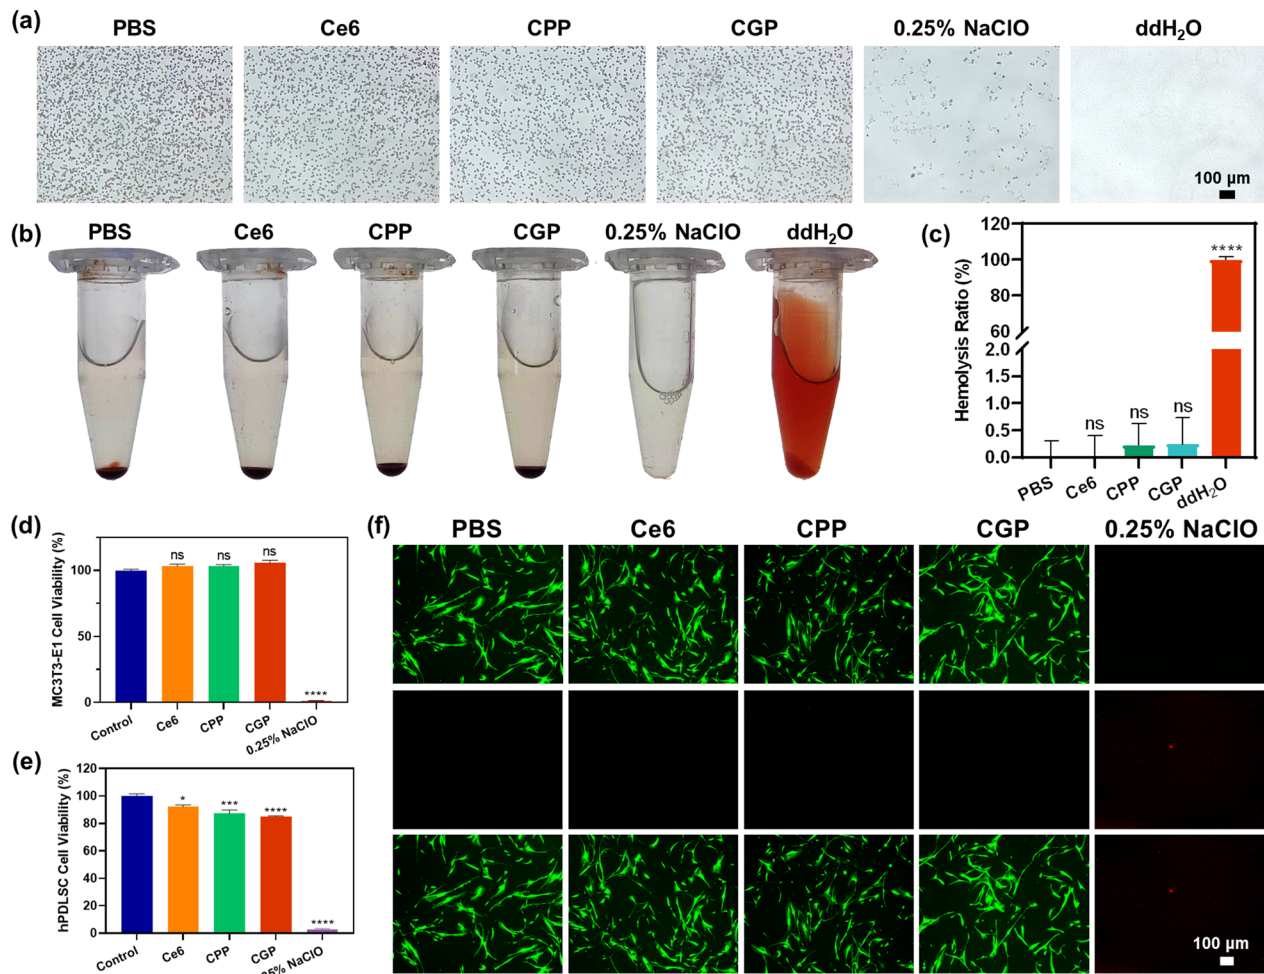 (a)
PBS Ce6 CPP CGP 0.25% NaClO ddH₂O
100 µm
(b)
PBS Ce6 CPP CGP 0.25% NaClO ddH₂O
(c)
Hemolysis Ratio (%)
120
100
80
60
2.0
1.5
1.0
0.5
0.0
ns ns ns ****
PBS Ce6 CPP CGP ddH₂O
(d)
MC3T3-E1 Cell Viability (%)
100
50
0
ns ns ns ****
Control Ce6 CPP CGP 0.25% NaClO
(e)
hPDLSC Cell Viability (%)
120
100
80
60
40
20
0
* *** **** ****
Control Ce6 CPP CGP 25% NaClO
(f)
PBS Ce6 CPP CGP 0.25% NaClO
100 µm